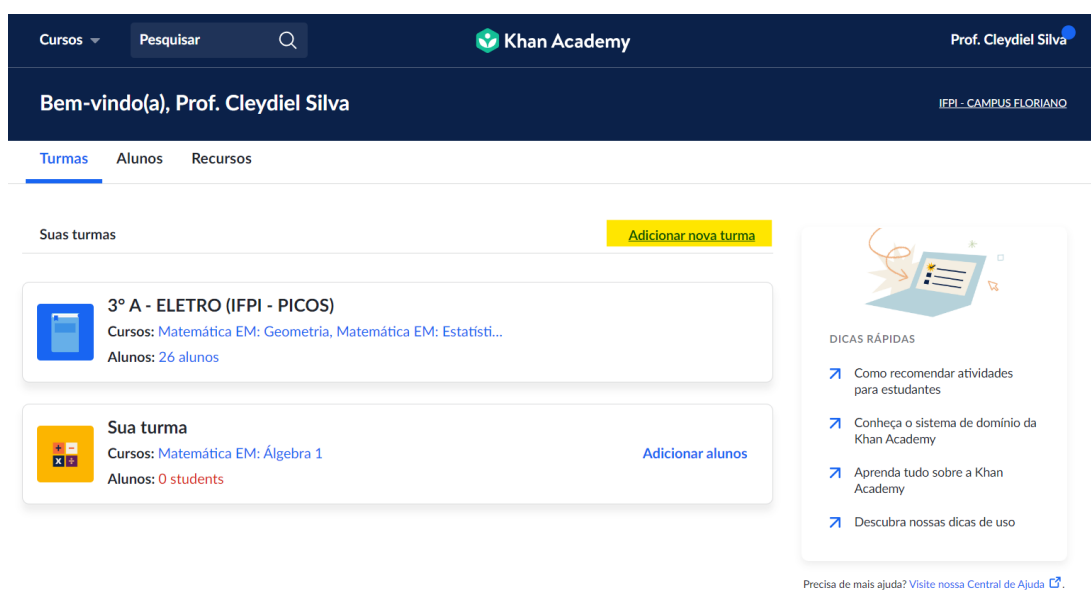 Cursos
Pesquisar
Khan Academy
Prof. Cleydiel Silva
Bem-vindo(a), Prof. Cleydiel Silva
IFPI - CAMPUS FLORIANO
Turmas
Alunos
Recursos
Suas turmas
Adicionar nova turma
3° A - ELETRO (IFPI - PICOS)
Cursos: Matemática EM: Geometria, Matemática EM: Estatísti...
Alunos: 26 alunos
Sua turma
Cursos: Matemática EM: Álgebra 1
Alunos: 0 students
Adicionar alunos
DICAS RÁPIDAS
Como recomendar atividades
para estudantes
Conheça o sistema de domínio da
Khan Academy
Aprenda tudo sobre a Khan
Academy
Descubra nossas dicas de uso
Precisa de mais ajuda? Visite nossa Central de Ajuda.